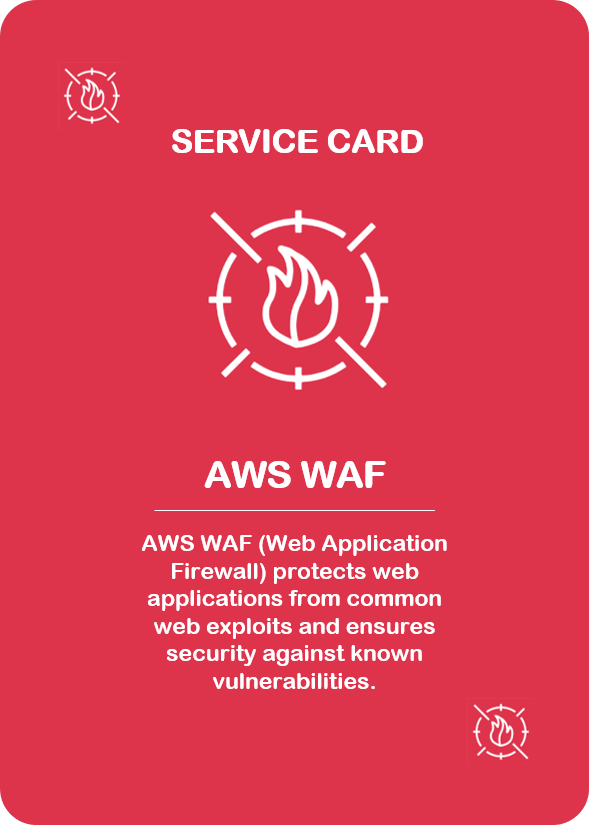 SERVICE CARD
AWS WAF
AWS WAF (Web Application
Firewall) protects web
applications from common
web exploits and ensures
security against known
vulnerabilities.